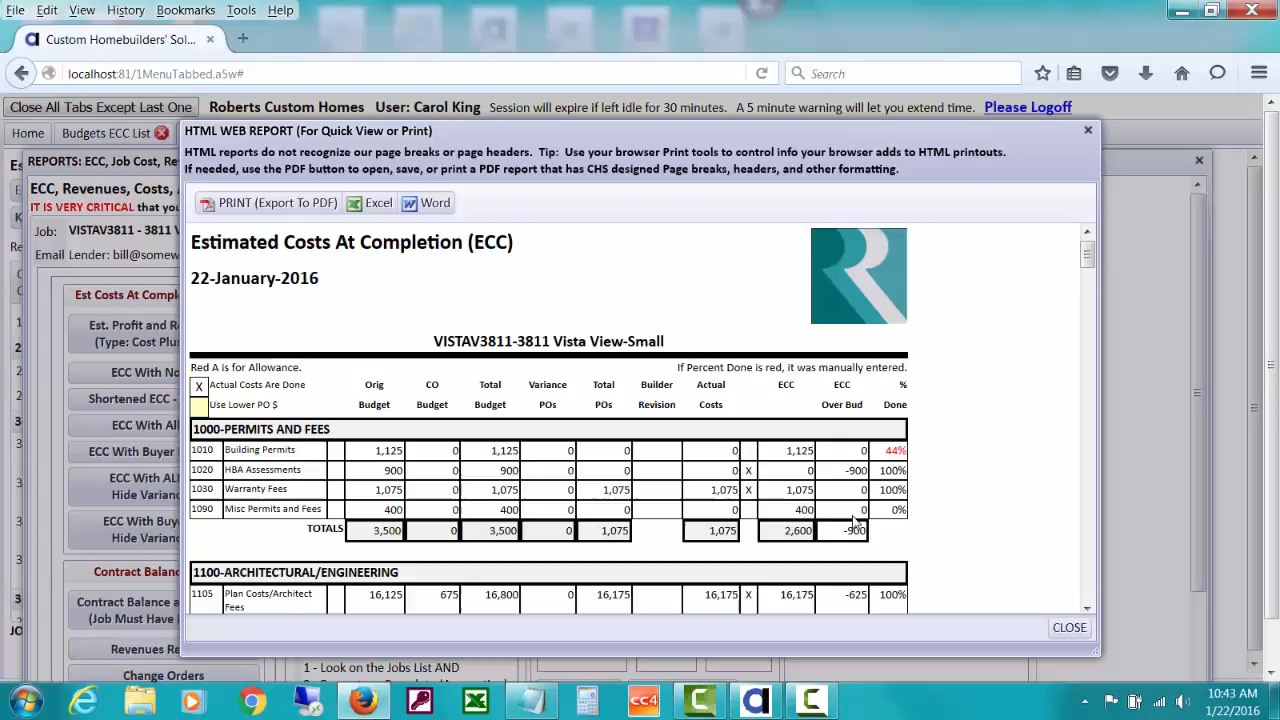 File Edit View History Bookmarks Tools Help
Custom Homebuilders' Sol... × +
localhost:81/1MenuTabbed.a5w# Search
Close All Tabs Except Last One Roberts Custom Homes User: Carol King Session will expire if left idle for 30 minutes. A 5 minute warning will let you extend time. Please Logoff
Home Budgets ECC List
HTML WEB REPORT (For Quick View or Print)
HTML reports do not recognize our page breaks or page headers. Tip: Use your browser Print tools to control info your browser adds to HTML printouts.
If needed, use the PDF button to open, save, or print a PDF report that has CHS designed Page breaks, headers, and other formatting.
REPORTS: ECC, Job Cost, Re
ECC, Revenues, Costs,
IT IS VERY CRITICAL that you
Job: VISTAV3811 - 3811 V
Email Lender: bill@somew
Est Costs At Comple
Est. Profit and R
(Type: Cost Plus
ECC With No
Shortened ECC -
ECC With All
ECC With Buyer
ECC With ALL
Hide Varianc
ECC With Buyer
Hide Varianc
Contract Balanc
Contract Balance a
(Job Must Have
Revenues Re
Change Orders
PRINT (Export To PDF) Excel Word
Estimated Costs At Completion (ECC)
22-January-2016
VISTAV3811-3811 Vista View-Small
Red A is for Allowance. If Percent Done is red, it was manually entered.
X Actual Costs Are Done Orig CO Total Variance Total Builder Actual ECC ECC %
Use Lower PO $ Budget Budget Budget POs POs Revision Costs Over Bud Done
1000-PERMITS AND FEES
1010 Building Permits 1,125 0 1,125 0 0 0 1,125 0 44%
1020 HBA Assessments 900 0 900 0 0 0 X 0 -900 100%
1030 Warranty Fees 1,075 0 1,075 0 1,075 1,075 X 1,075 0 100%
1090 Misc Permits and Fees 400 0 400 0 0 0 400 0 0%
TOTALS 3,500 0 3,500 0 1,075 1,075 2,600 -900
1100-ARCHITECTURAL/ENGINEERING
1105 Plan Costs/Architect 16,125 675 16,800 0 16,175 16,175 X 16,175 -625 100%
Fees
CLOSE
1 - Look on the Jobs List AND
CC4
10:43 AM
1/22/2016